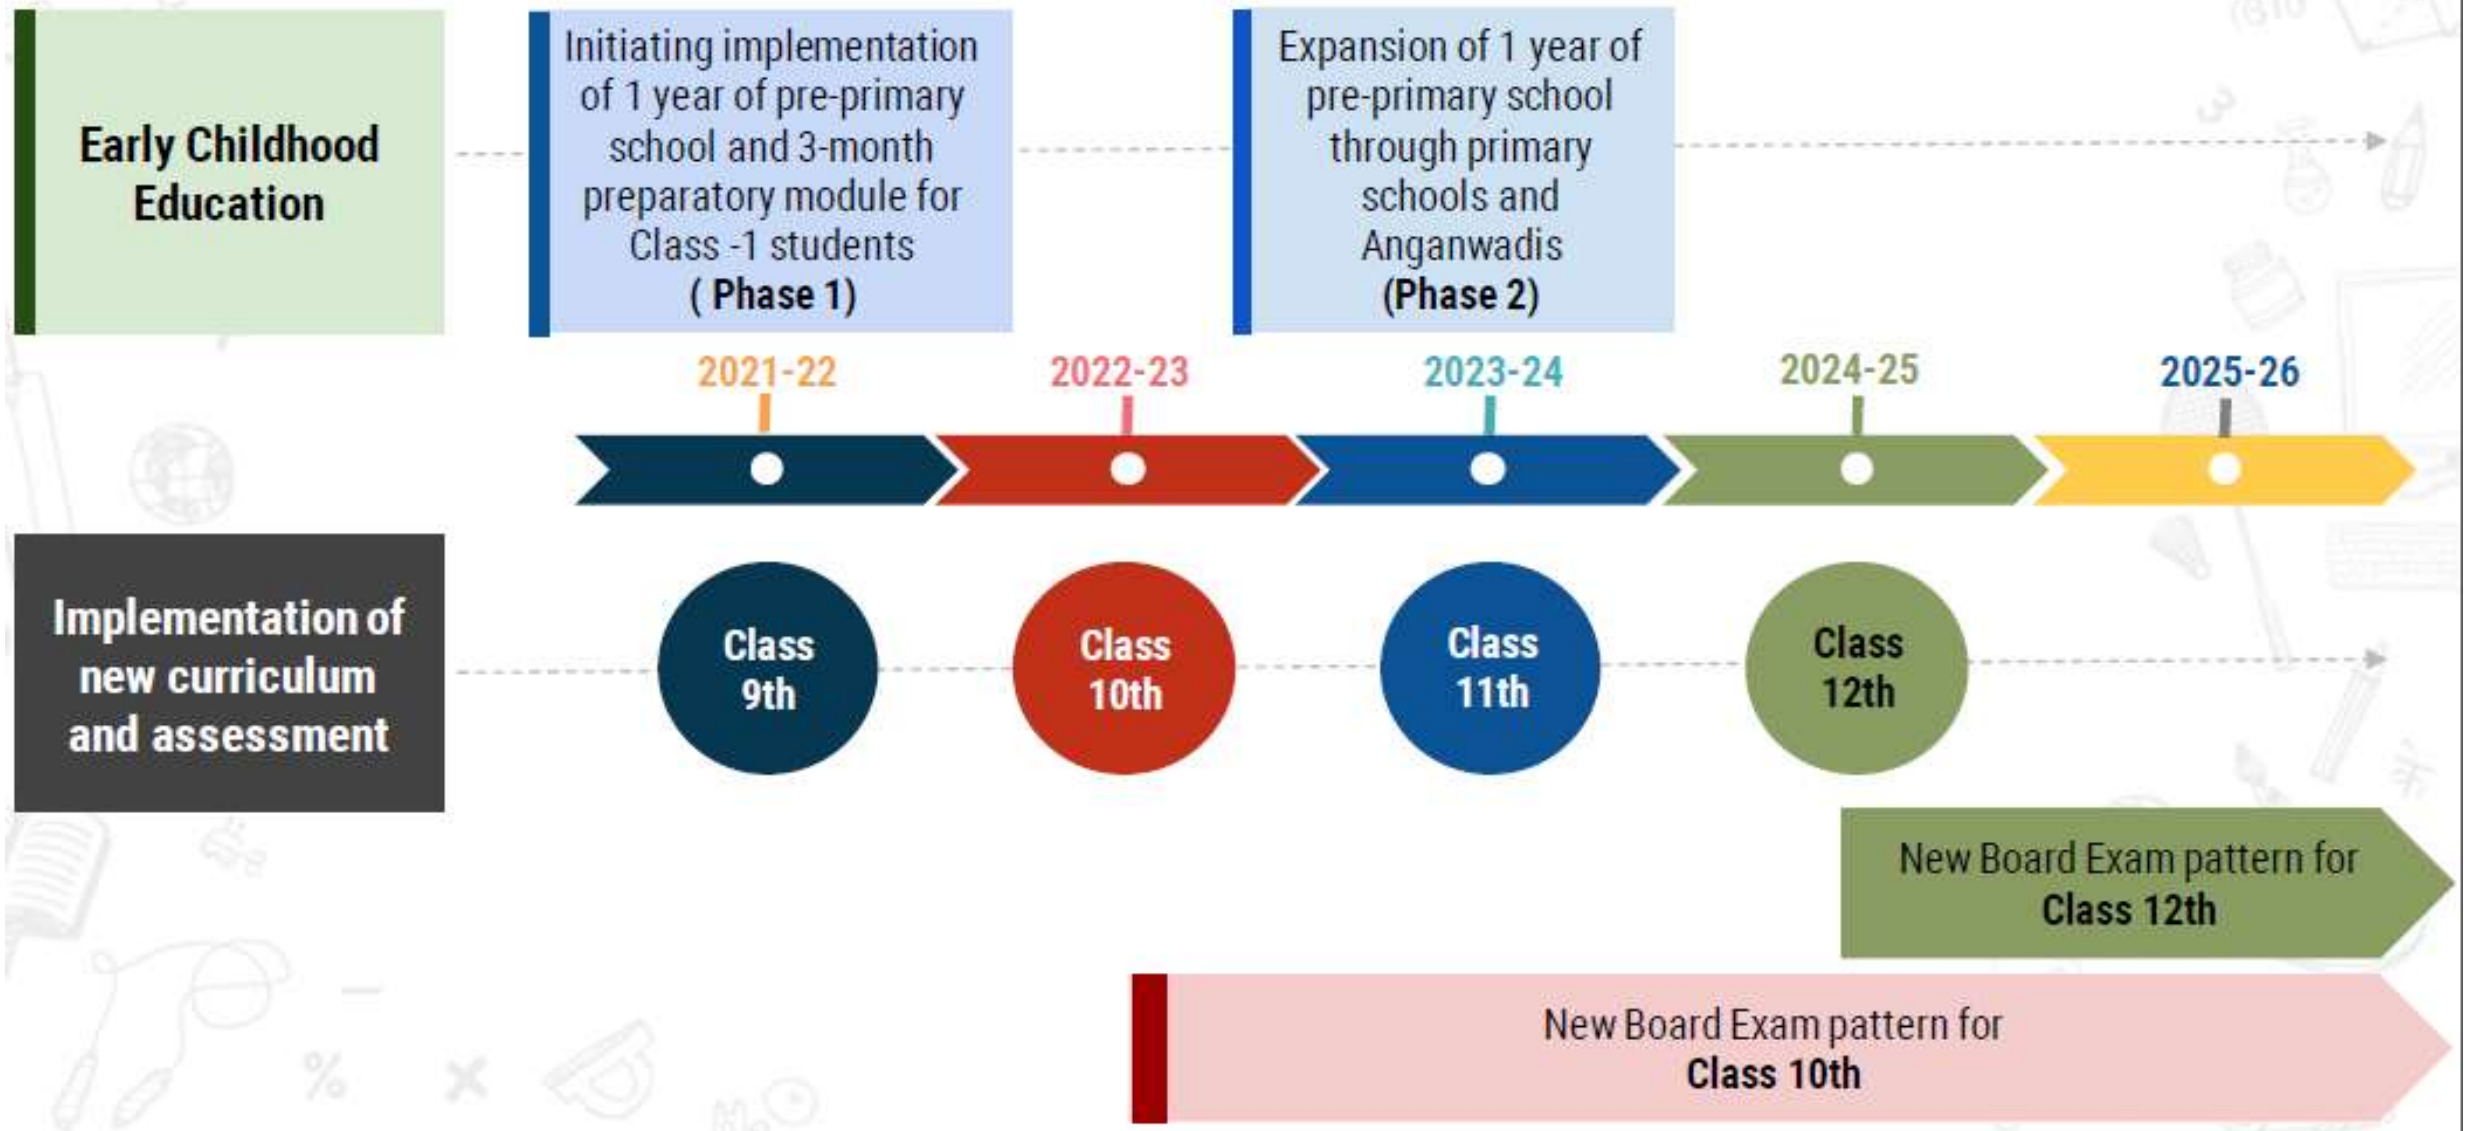 Early Childhood
Education
Initiating implementation
of 1 year of pre-primary
school and 3-month
preparatory module for
Class -1 students
( Phase 1)
Expansion of 1 year of
pre-primary school
through primary
schools and
Anganwadis
(Phase 2)
2021-22
2022-23
2023-24
2024-25
2025-26
Implementation of
new curriculum
and assessment
Class
9th
Class
10th
Class
11th
Class
12th
New Board Exam pattern for
Class 12th
New Board Exam pattern for
Class 10th